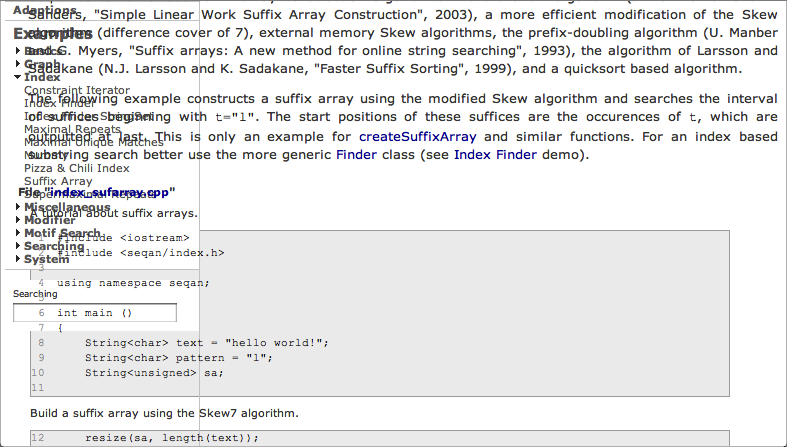 Adaptions
Examples
Basics
Graph
Index
Constraint Iterator
Index Finder
Index Finder StringSet
Maximal Repeats
Maximal Unique Matches
Mummy
Pizza & Chili Index
Suffix Array
Supermaximal Repeats
Miscellaneous
Modifier
Motif Search
Searching
System
Searching
Sanders, "Simple Linear Work Suffix Array Construction", 2003), a more efficient modification of the Skew
algorithm (difference cover of 7), external memory Skew algorithms, the prefix-doubling algorithm (U. Manber
and G. Myers, "Suffix arrays: A new method for online string searching", 1993), the algorithm of Larsson and
Sadakane (N.J. Larsson and K. Sadakane, "Faster Suffix Sorting", 1999), and a quicksort based algorithm.
The following example constructs a suffix array using the modified Skew algorithm and searches the interval
of suffices beginning with t="l". The start positions of these suffices are the occurences of t, which are
outputted at last. This is only an example for createSuffixArray and similar functions. For an index based
substring search better use the more generic Finder class (see Index Finder demo).
File "index_sufarray.cpp"
A tutorial about suffix arrays.
1 #include <iostream>
2 #include <seqan/index.h>
3
4 using namespace seqan;
5
6 int main ()
7 {
8 String<char> text = "hello world!";
9 String<char> pattern = "l";
10 String<unsigned> sa;
11
Build a suffix array using the Skew7 algorithm.
12 resize(sa, length(text));